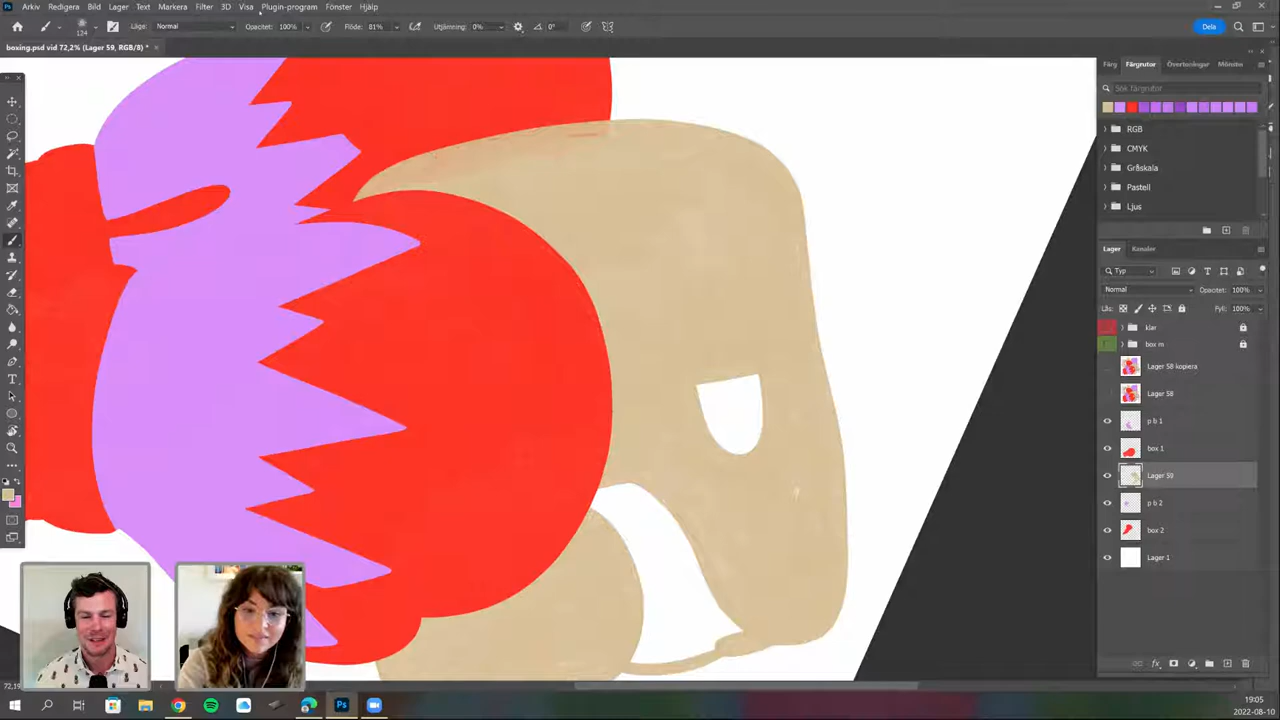 Arkiv Redigera Bild Lager Text Markera Filter 3D Visa Plugin-program Fönster Hjälp
124 Läge: Normal Opacitet: 100% Flöde: 81% Utjämning: 0% 0° Dela
boxing.psd vid 72,2% (Lager 59, RGB/8) *
Färg Färgrutor Övertoningar Mönster
Sök färgrutor
RGB
CMYK
Gråskala
Pastell
Ljus
Lager Kanaler
Typ
Normal Opacitet: 100%
Lås: Fyll: 100%
klar
box m
Lager 58 kopiera
Lager 58
p b 1
box 1
Lager 59
p b 2
box 2
Lager 1
19:05
2022-08-10